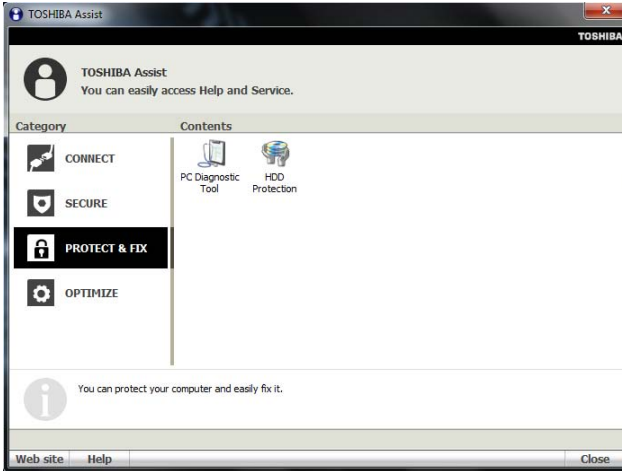 TOSHIBA Assist
TOSHIBA
TOSHIBA Assist
You can easily access Help and Service.
Category
Contents
CONNECT
SECURE
PROTECT & FIX
OPTIMIZE
PC Diagnostic
Tool
HDD
Protection
You can protect your computer and easily fix it.
Web site
Help
Close